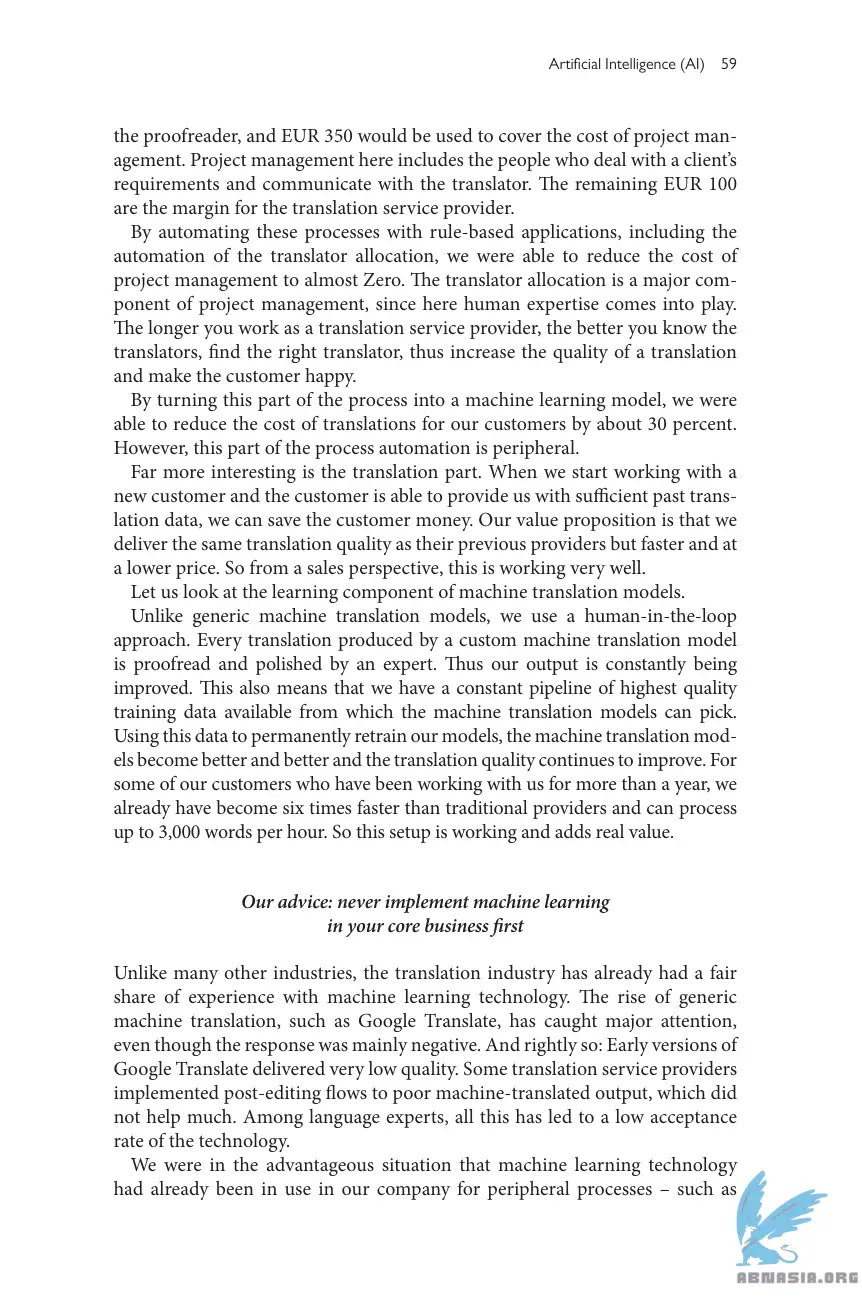 Artificial Intelligence (AI) 59
the proofreader, and EUR 350 would be used to cover the cost of project man-
agement. Project management here includes the people who deal with a client’s
requirements and communicate with the translator. The remaining EUR 100
are the margin for the translation service provider.
By automating these processes with rule-based applications, including the
automation of the translator allocation, we were able to reduce the cost of
project management to almost Zero. The translator allocation is a major com-
ponent of project management, since here human expertise comes into play.
The longer you work as a translation service provider, the better you know the
translators, find the right translator, thus increase the quality of a translation
and make the customer happy.
By turning this part of the process into a machine learning model, we were
able to reduce the cost of translations for our customers by about 30 percent.
However, this part of the process automation is peripheral.
Far more interesting is the translation part. When we start working with a
new customer and the customer is able to provide us with sufficient past trans-
lation data, we can save the customer money. Our value proposition is that we
deliver the same translation quality as their previous providers but faster and at
a lower price. So from a sales perspective, this is working very well.
Let us look at the learning component of machine translation models.
Unlike generic machine translation models, we use a human-in-the-loop
approach. Every translation produced by a custom machine translation model
is proofread and polished by an expert. Thus our output is constantly being
improved. This also means that we have a constant pipeline of highest quality
training data available from which the machine translation models can pick.
Using this data to permanently retrain our models, the machine translation mod-
els become better and better and the translation quality continues to improve. For
some of our customers who have been working with us for more than a year, we
already have become six times faster than traditional providers and can process
up to 3,000 words per hour. So this setup is working and adds real value.
Our advice: never implement machine learning
in your core business first
Unlike many other industries, the translation industry has already had a fair
share of experience with machine learning technology. The rise of generic
machine translation, such as Google Translate, has caught major attention,
even though the response was mainly negative. And rightly so: Early versions of
Google Translate delivered very low quality. Some translation service providers
implemented post-editing flows to poor machine-translated output, which did
not help much. Among language experts, all this has led to a low acceptance
rate of the technology.
We were in the advantageous situation that machine learning technology
had already been in use in our company for peripheral processes – such as
ABNASIA.ORG